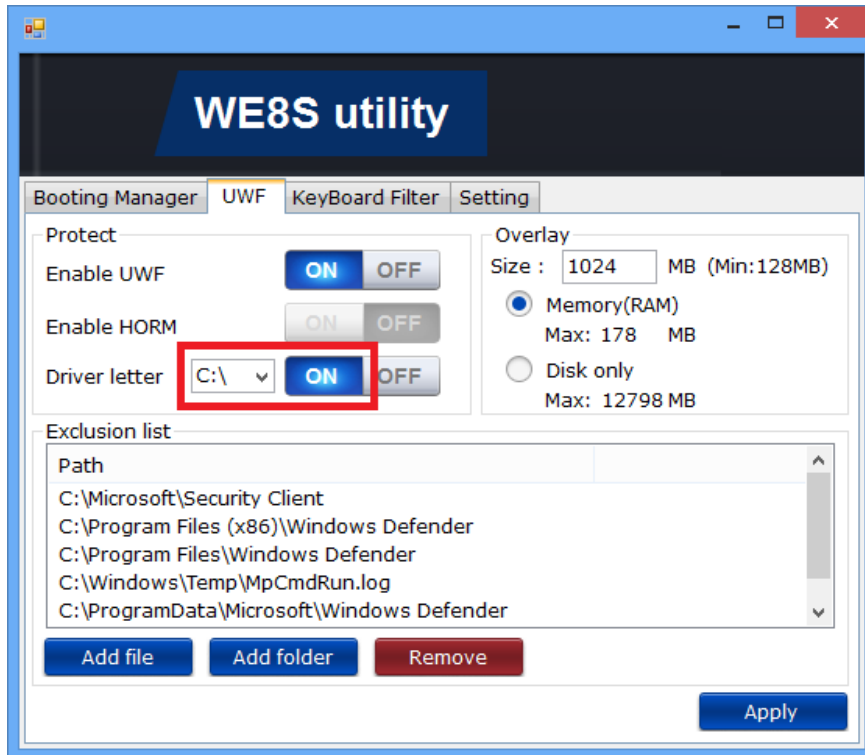 WE8S utility
Booting Manager UWF KeyBoard Filter Setting
Protect
Enable UWF ON OFF
Enable HORM ON OFF
Driver letter C:\ ON OFF
Overlay
Size : 1024 MB (Min:128MB)
Memory(RAM)
Max: 178 MB
Disk only
Max: 12798 MB
Exclusion list
Path
C:\Microsoft\Security Client
C:\Program Files (x86)\Windows Defender
C:\Program Files\Windows Defender
C:\Windows\Temp\MpCmdRun.log
C:\ProgramData\Microsoft\Windows Defender
Add file Add folder Remove
Apply